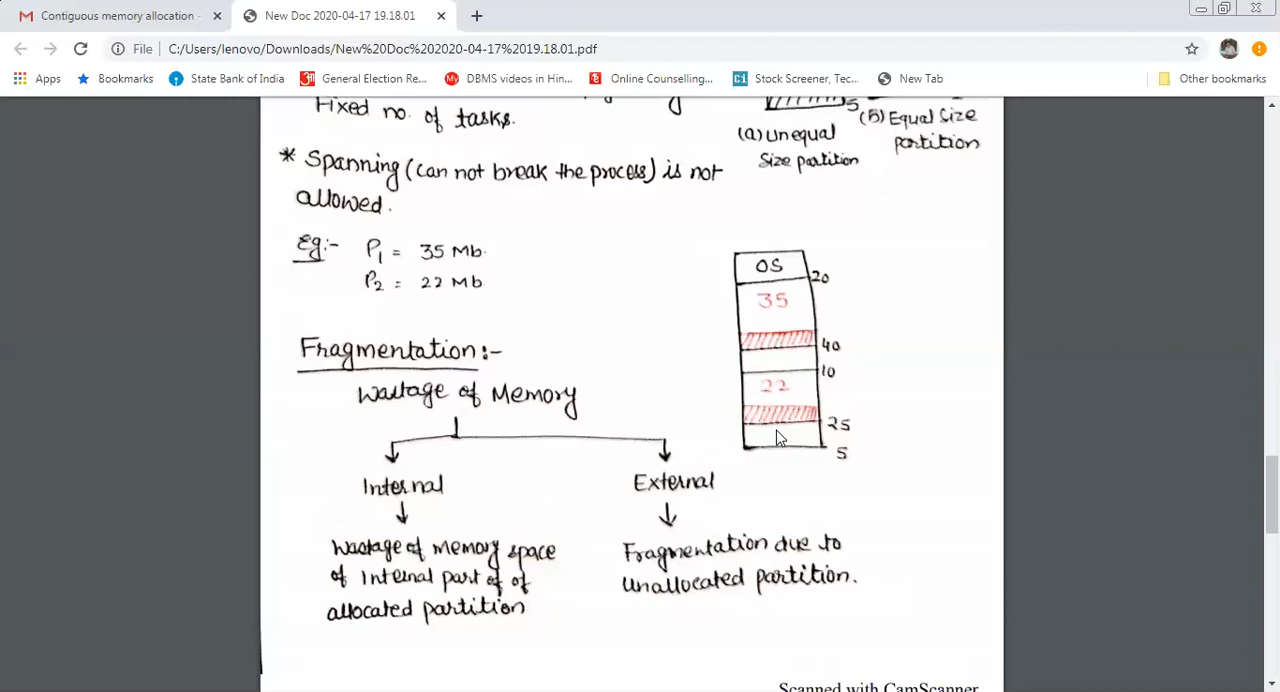 Contiguous memory allocation -
New Doc 2020-04-17 19.18.01
File
C:/Users/lenovo/Downloads/New%20Doc%202020-04-17%2019.18.01.pdf
Apps
Bookmarks
State Bank of India
General Election Re...
DBMS videos in Hin...
Online Counselling...
Stock Screener, Tec...
New Tab
Other bookmarks
Fixed no. of tasks.
5
(a) Unequal
Size partition
(B) Equal Size
partition
* Spanning (can not break the process) is not
allowed.
Eg:- P1 = 35 Mb.
P2 = 22 Mb
OS
20
35
40
10
22
25
5
Fragmentation:-
Wastage of Memory
Internal
Wastage of memory space
of Internal part of of
allocated partition
External
Fragmentation due to
Unallocated partition.
Scanned with CamScanner